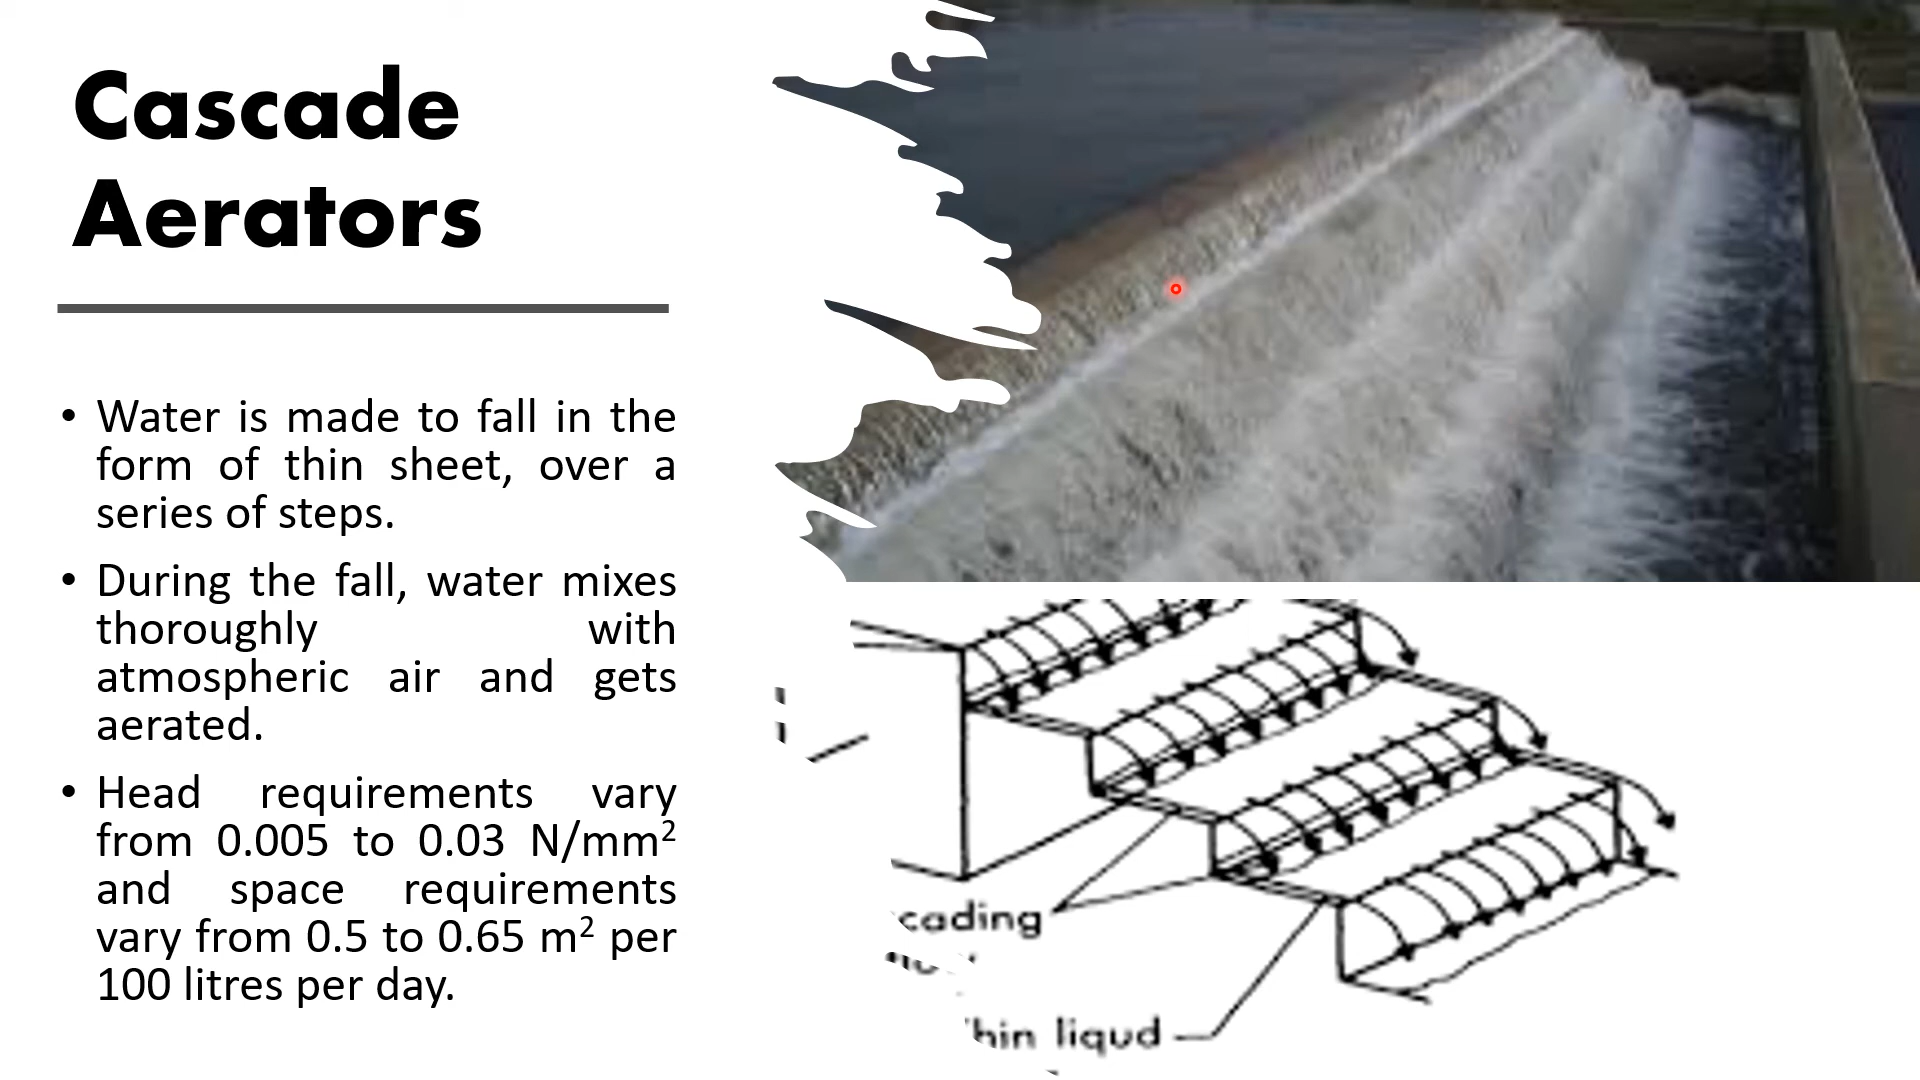 Cascade
Aerators
• Water is made to fall in the
form of thin sheet, over a
series of steps.
• During the fall, water mixes
thoroughly with
atmospheric air and gets
aerated.
• Head requirements vary
from 0.005 to 0.03 N/mm²
and space requirements
vary from 0.5 to 0.65 m² per
100 litres per day.
cading
hin liqud